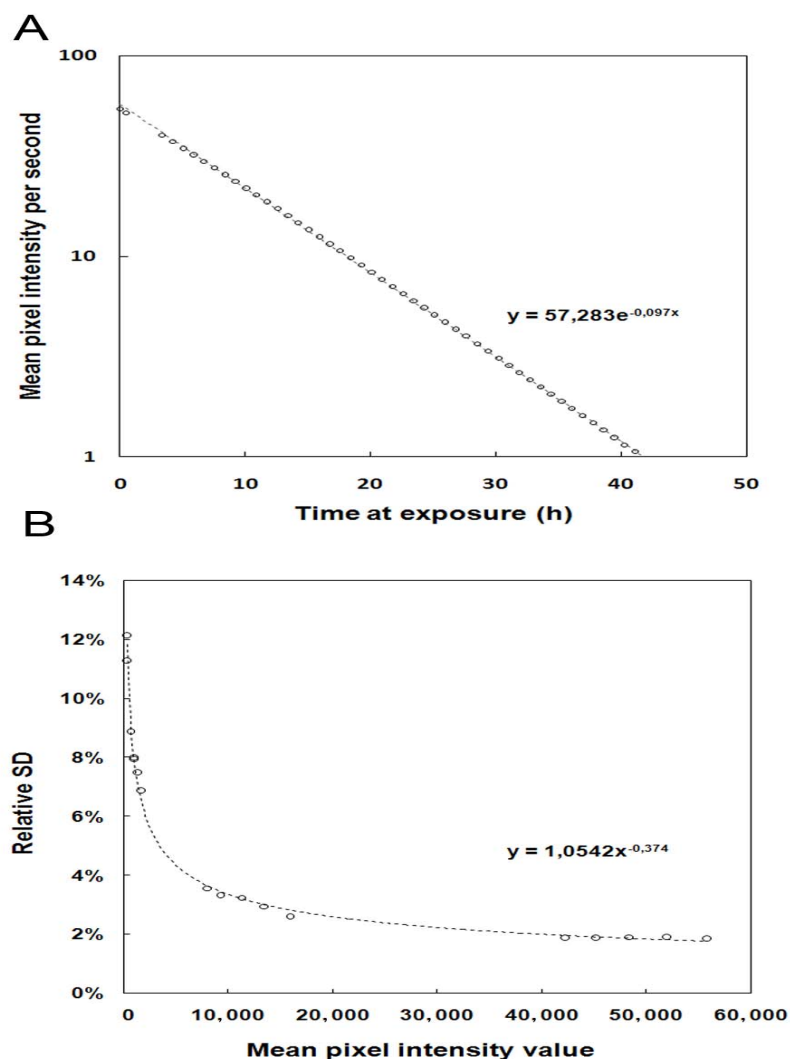 A
Mean pixel intensity per second
100
10
1
y = 57,283e-0,097x
0 10 20 30 40 50
Time at exposure (h)
B
Relative SD
14%
12%
10%
8%
6%
4%
2%
0%
y = 1,0542x-0,374
0 10,000 20,000 30,000 40,000 50,000 60,000
Mean pixel intensity value